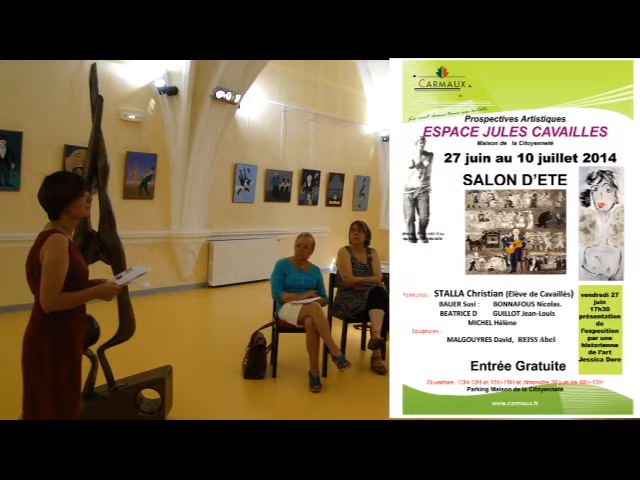 CARMAUX
Prospectives Artistiques
ESPACE JULES CAVAILLES
Maison de la Citoyenneté
27 juin au 10 juillet 2014
SALON D'ETE
Peintures : STALLA Christian (Elève de Cavaillès)
BAUER Susi BONNAFOUS Nicolas.
BEATRICE D GUILLOT Jean-Louis
MICHEL Hélène
Sculptures :
MALGOUYRES David, REISS Abel
vendredi 27
juin
17h30
présentation
de
l'exposition
par une
historienne
de l'art
Jessica Dore
Entrée Gratuite
Ouverture
Parking Maison de la Citoyenneté
www.carmaux.fr